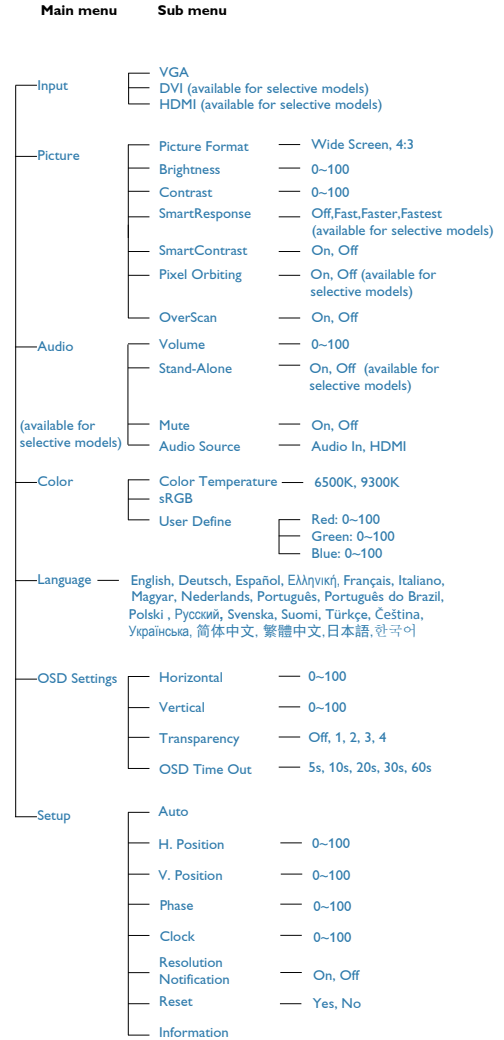 Main menu Sub menu
VGA
Input DVI (available for selective models)
HDMI (available for selective models)
Picture Picture Format Wide Screen, 4:3
Brightness 0~100
Contrast 0~100
SmartResponse Off,Fast,Faster,Fastest
(available for selective models)
SmartContrast On, Off
Pixel Orbiting On, Off (available for
selective models)
OverScan On, Off
Audio Volume 0~100
Stand-Alone On, Off (available for
selective models)
(available for Mute On, Off
selective models) Audio Source Audio In, HDMI
Color Color Temperature 6500K, 9300K
sRGB
User Define Red: 0~100
Green: 0~100
Blue: 0~100
Language English, Deutsch, Español, Ελληνική, Français, Italiano,
Magyar, Nederlands, Português, Português do Brazil,
Polski , Русский, Svenska, Suomi, Türkçe, Čeština,
Українська, 简体中文, 繁體中文,日本語,한국어
OSD Settings Horizontal 0~100
Vertical 0~100
Transparency Off, 1, 2, 3, 4
OSD Time Out 5s, 10s, 20s, 30s, 60s
Setup Auto
H. Position 0~100
V. Position 0~100
Phase 0~100
Clock 0~100
Resolution
Notification On, Off
Reset Yes, No
Information